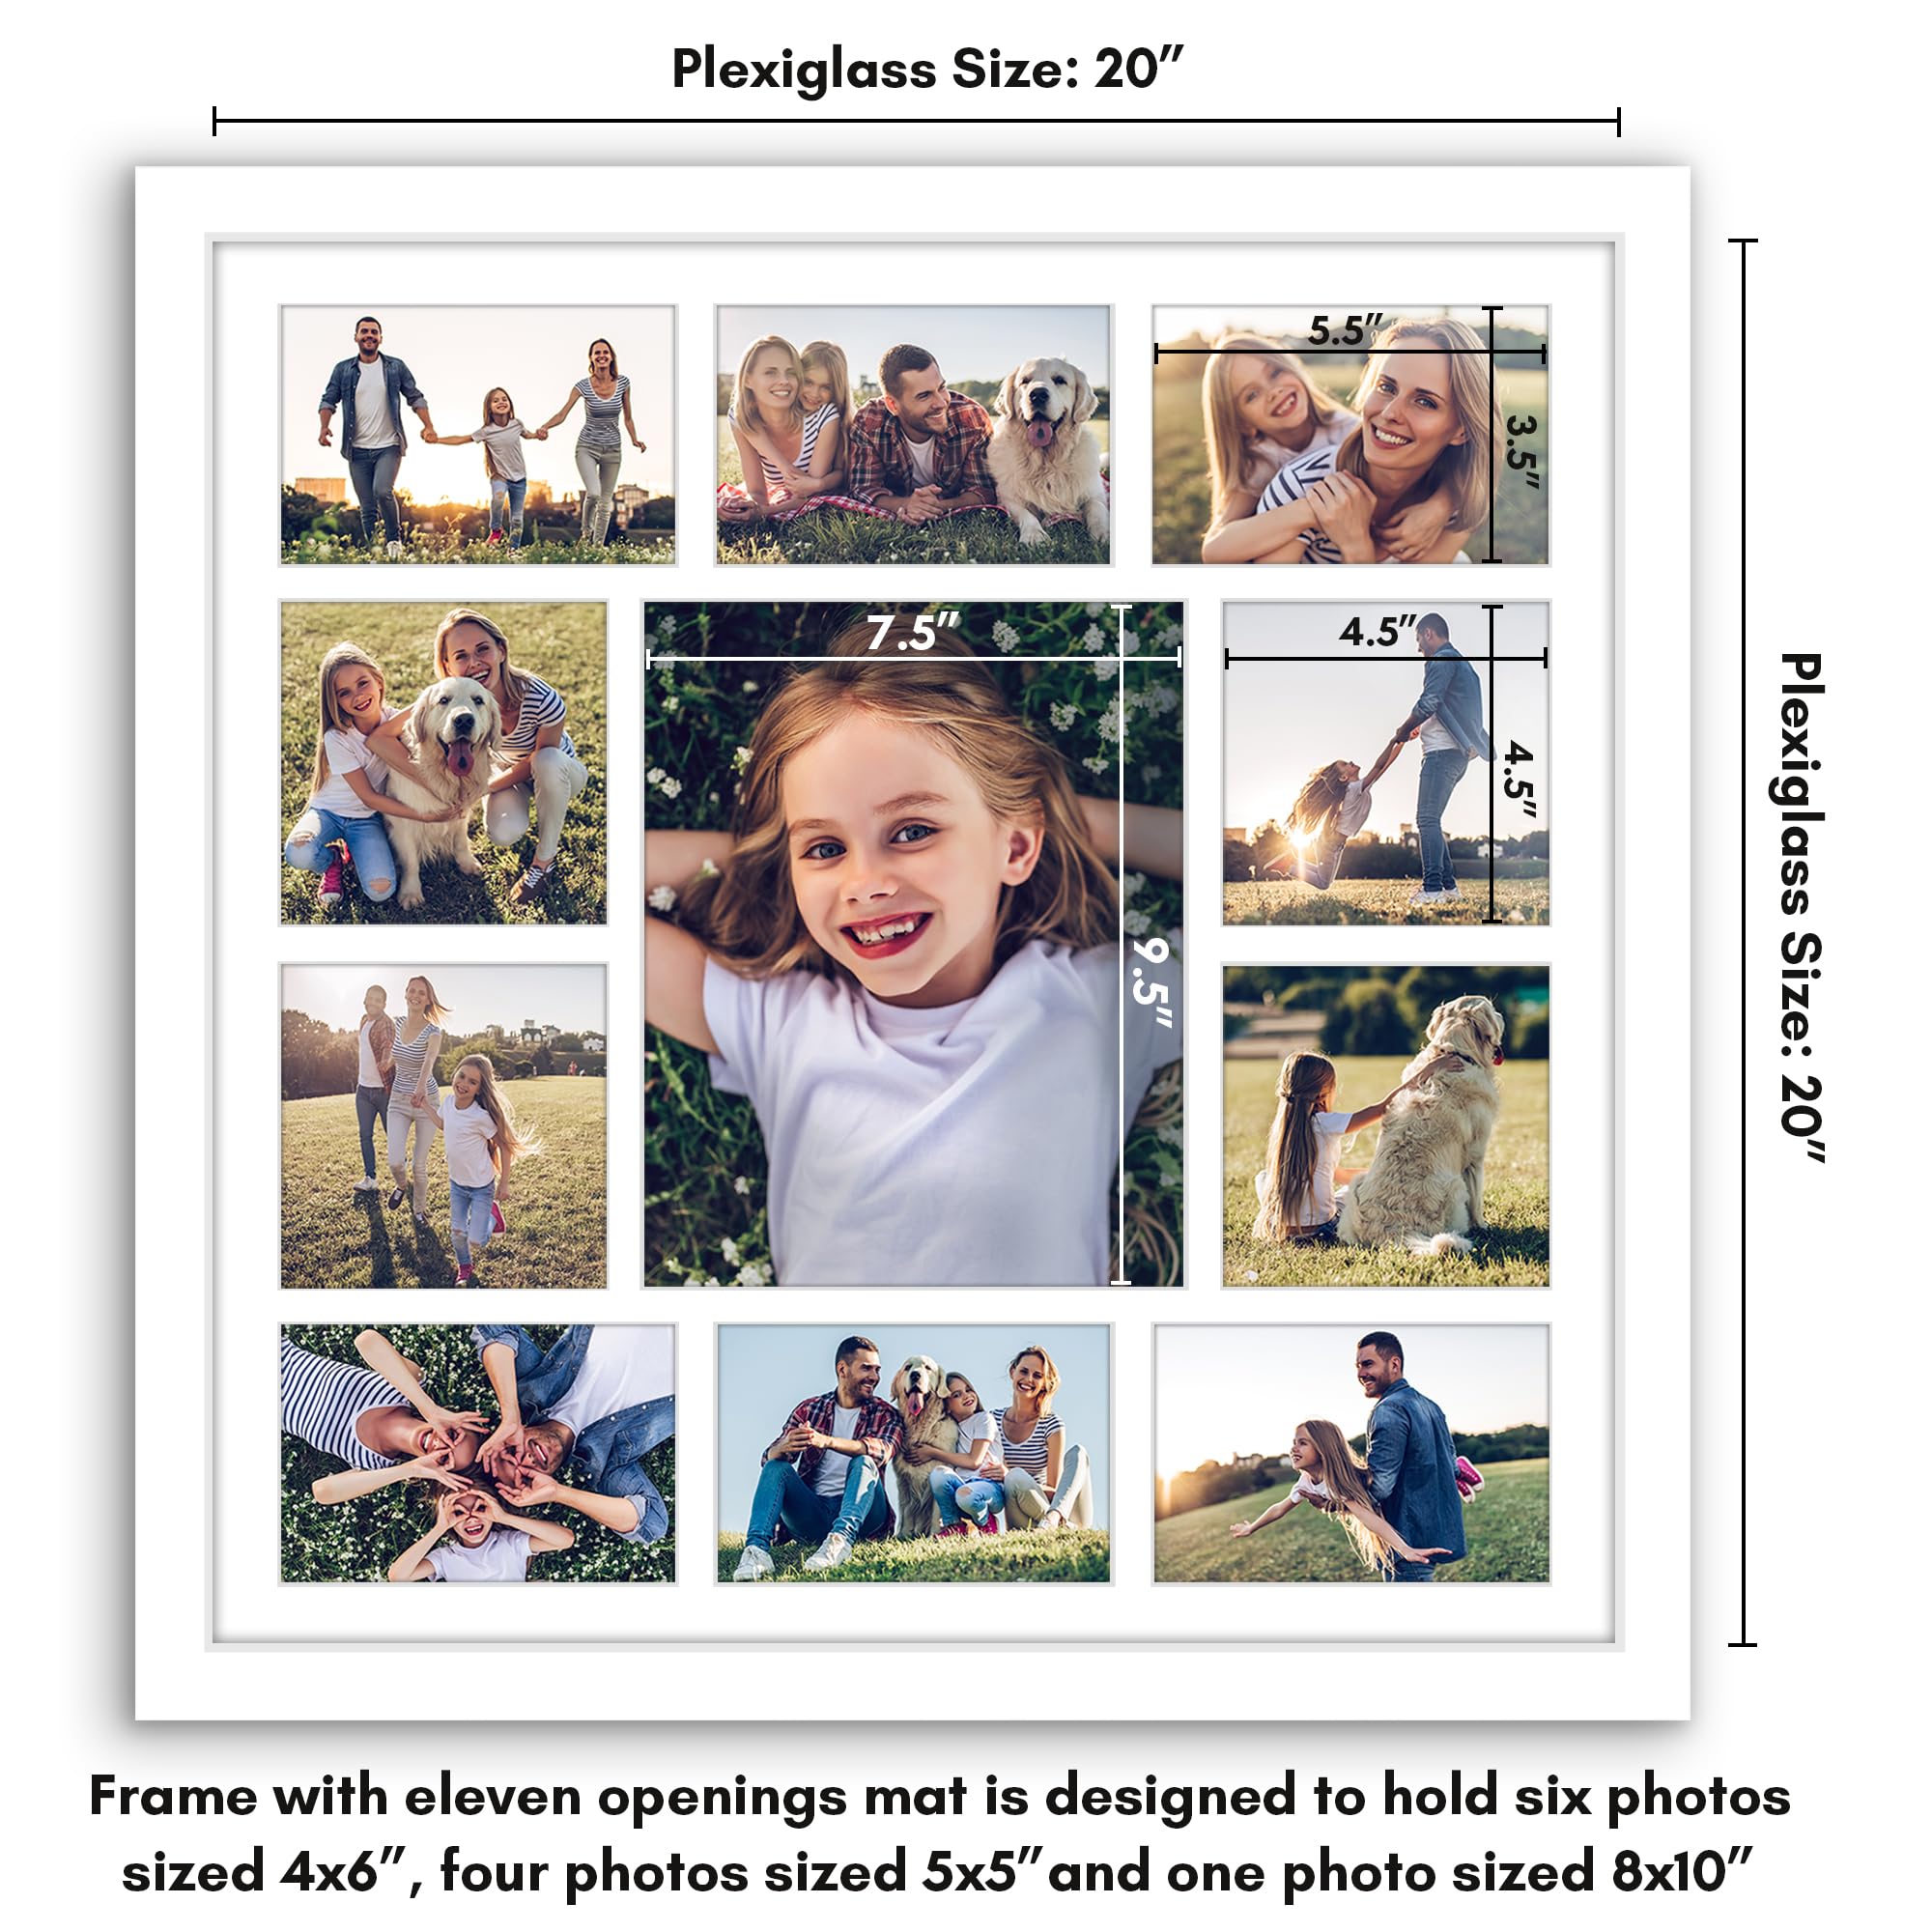 Plexiglass Size: 20”
5.5”
3.5”
7.5”
4.5”
4.5”
9.5”
Plexiglass Size: 20”
Frame with eleven openings mat is designed to hold six photos
sized 4x6”, four photos sized 5x5”and one photo sized 8x10”